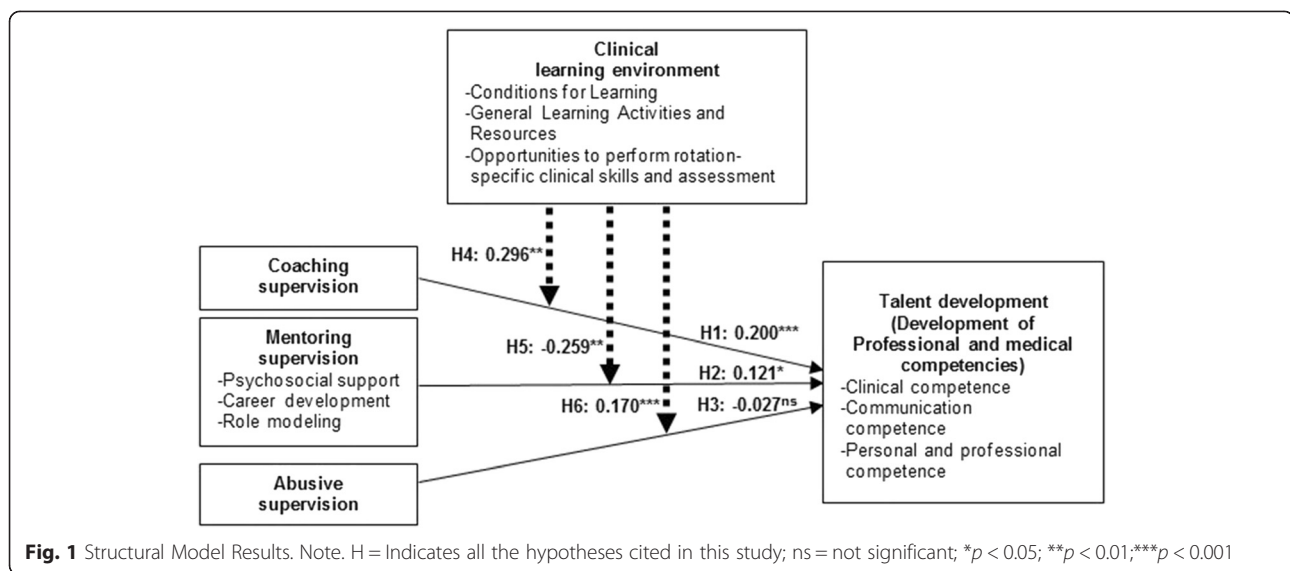 Clinical
learning environment
-Conditions for Learning
-General Learning Activities and
Resources
-Opportunities to perform rotation-
specific clinical skills and assessment
H4: 0.296**
Coaching
supervision
H1: 0.200***
Mentoring
supervision
-Psychosocial support
-Career development
-Role modeling
H5: -0.259**
H2: 0.121*
H6: 0.170***
H3: -0.027ns
Abusive
supervision
Talent development
(Development of
Professional and medical
competencies)
-Clinical competence
-Communication
competence
-Personal and professional
competence
Fig. 1 Structural Model Results. Note. H = Indicates all the hypotheses cited in this study; ns = not significant; *p < 0.05; **p < 0.01;***p < 0.001